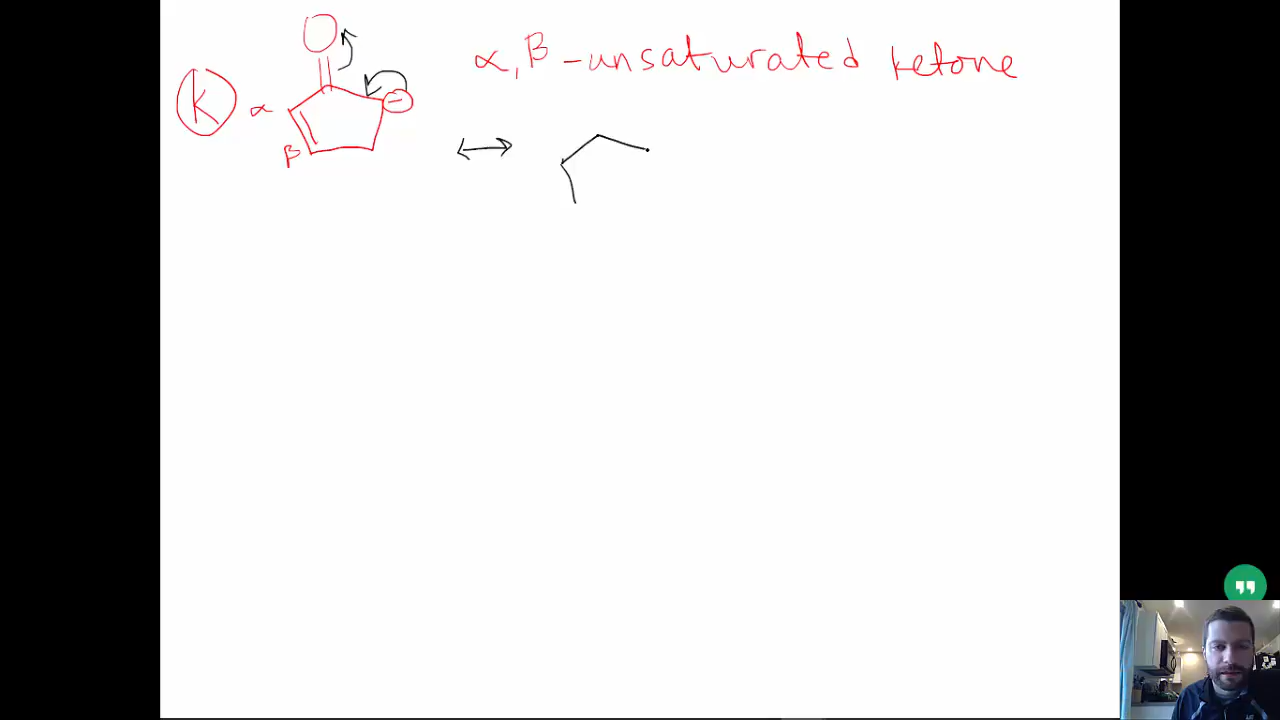 O
α,β-unsaturated ketone
K
α
−
β